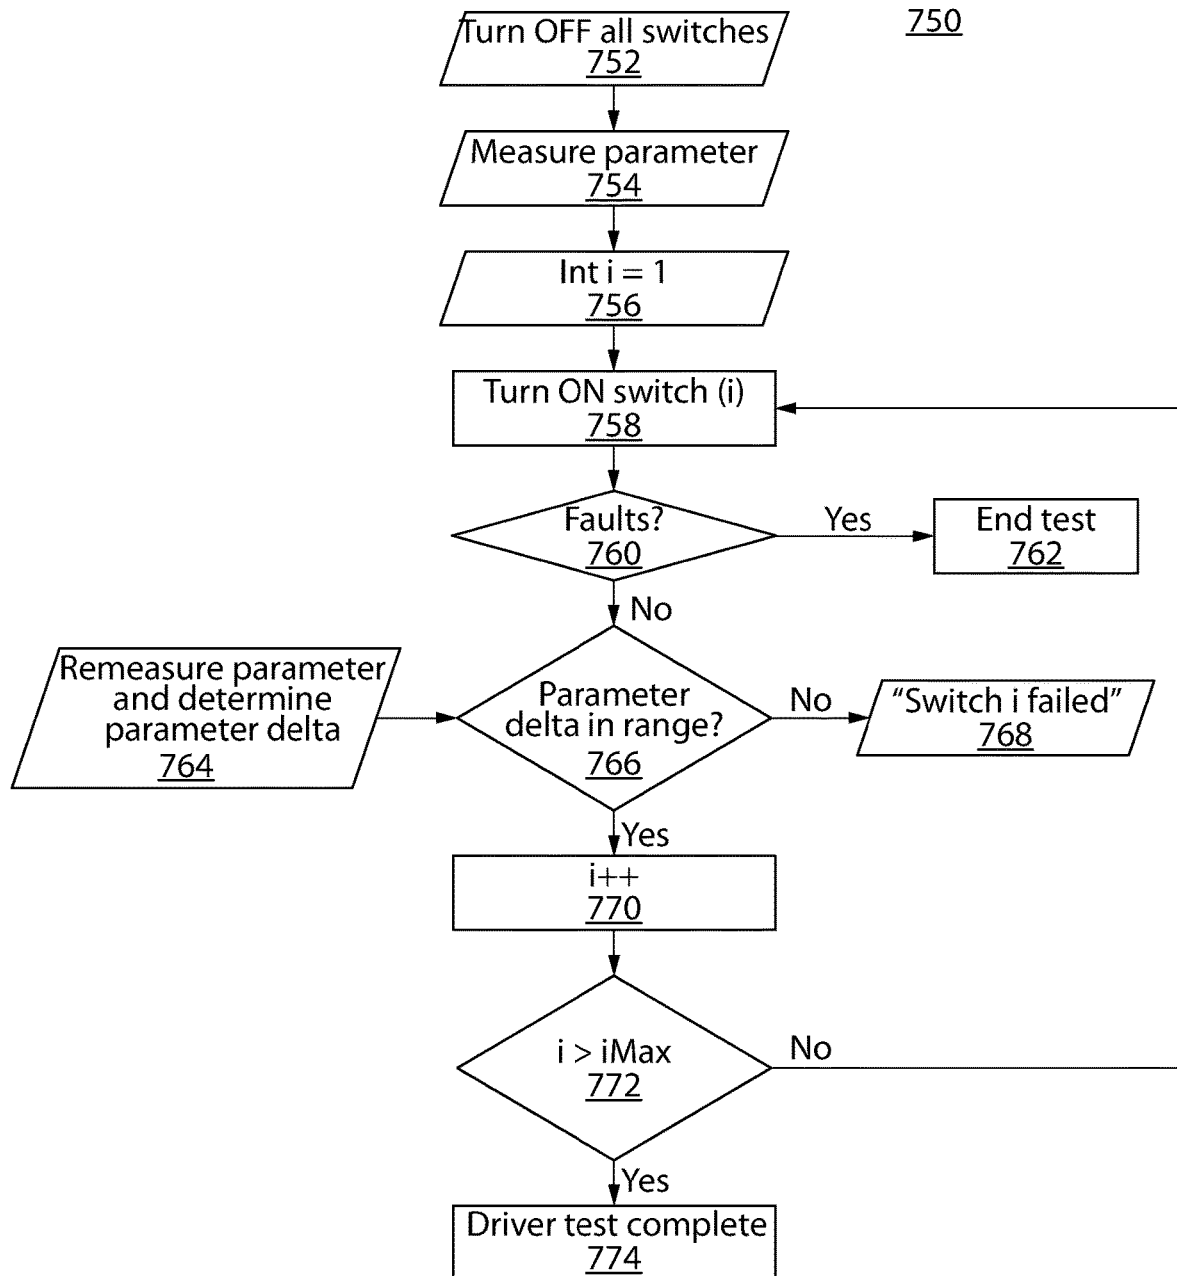 750
Turn OFF all switches
752
Measure parameter
754
Int i = 1
756
Turn ON switch (i)
758
Faults?
760
Yes
End test
762
No
Remeasure parameter
and determine
parameter delta
764
Parameter
delta in range?
766
No
“Switch i failed”
768
Yes
i++
770
i > iMax
772
No
Yes
Driver test complete
774